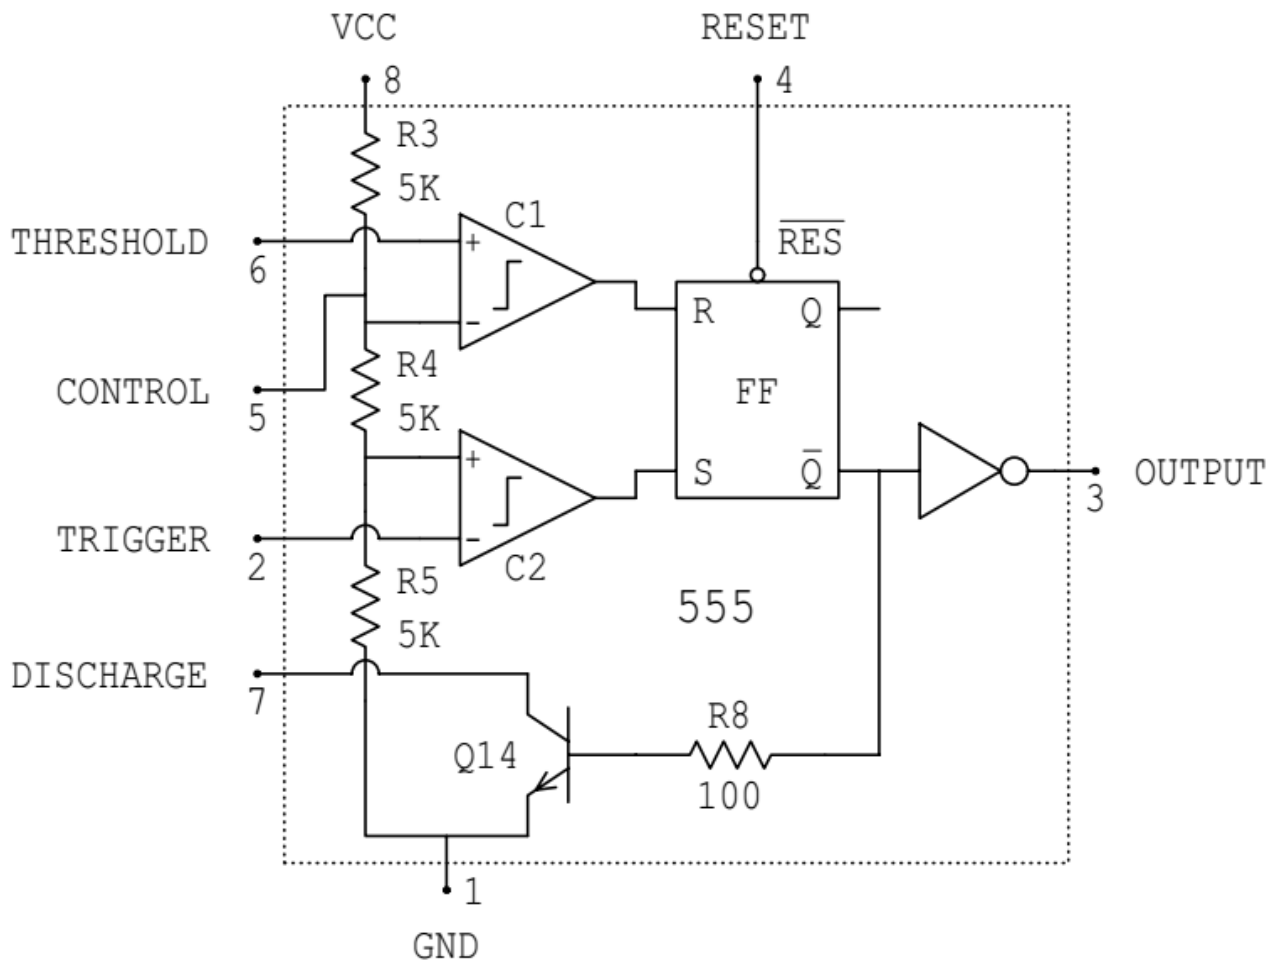 VCC
RESET
8
4
R3
5K
C1
THRESHOLD
6
+
RES
−
R
Q
R4
5K
CONTROL
5
FF
+
S
Q
OUTPUT
3
TRIGGER
2
−
C2
R5
5K
555
DISCHARGE
7
R8
Q14
100
1
GND